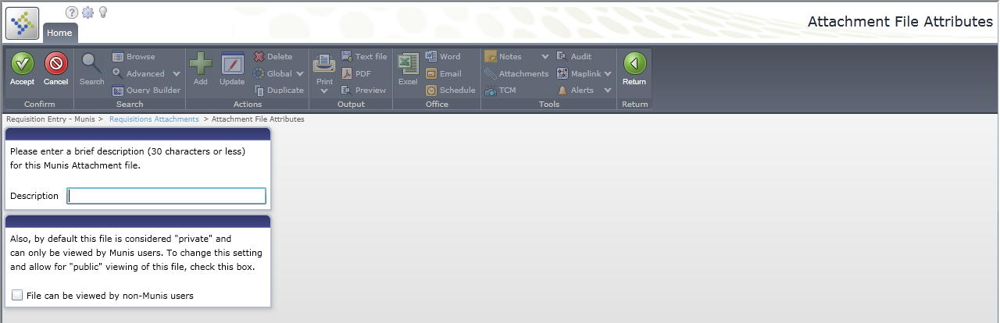 ?
Home
Attachment File Attributes
Accept
Cancel
Confirm
Search
Browse
Advanced
Query Builder
Search
Add
Update
Delete
Global
Duplicate
Actions
Print
Text file
PDF
Preview
Output
Excel
Word
Email
Schedule
Office
Notes
Attachments
TCM
Audit
Maplink
Alerts
Tools
Return
Return
Requisition Entry - Munis > Requisitions Attachments > Attachment File Attributes
Please enter a brief description (30 characters or less)
for this Munis Attachment file.
Description
Also, by default this file is considered "private" and
can only be viewed by Munis users. To change this setting
and allow for "public" viewing of this file, check this box.
File can be viewed by non-Munis users